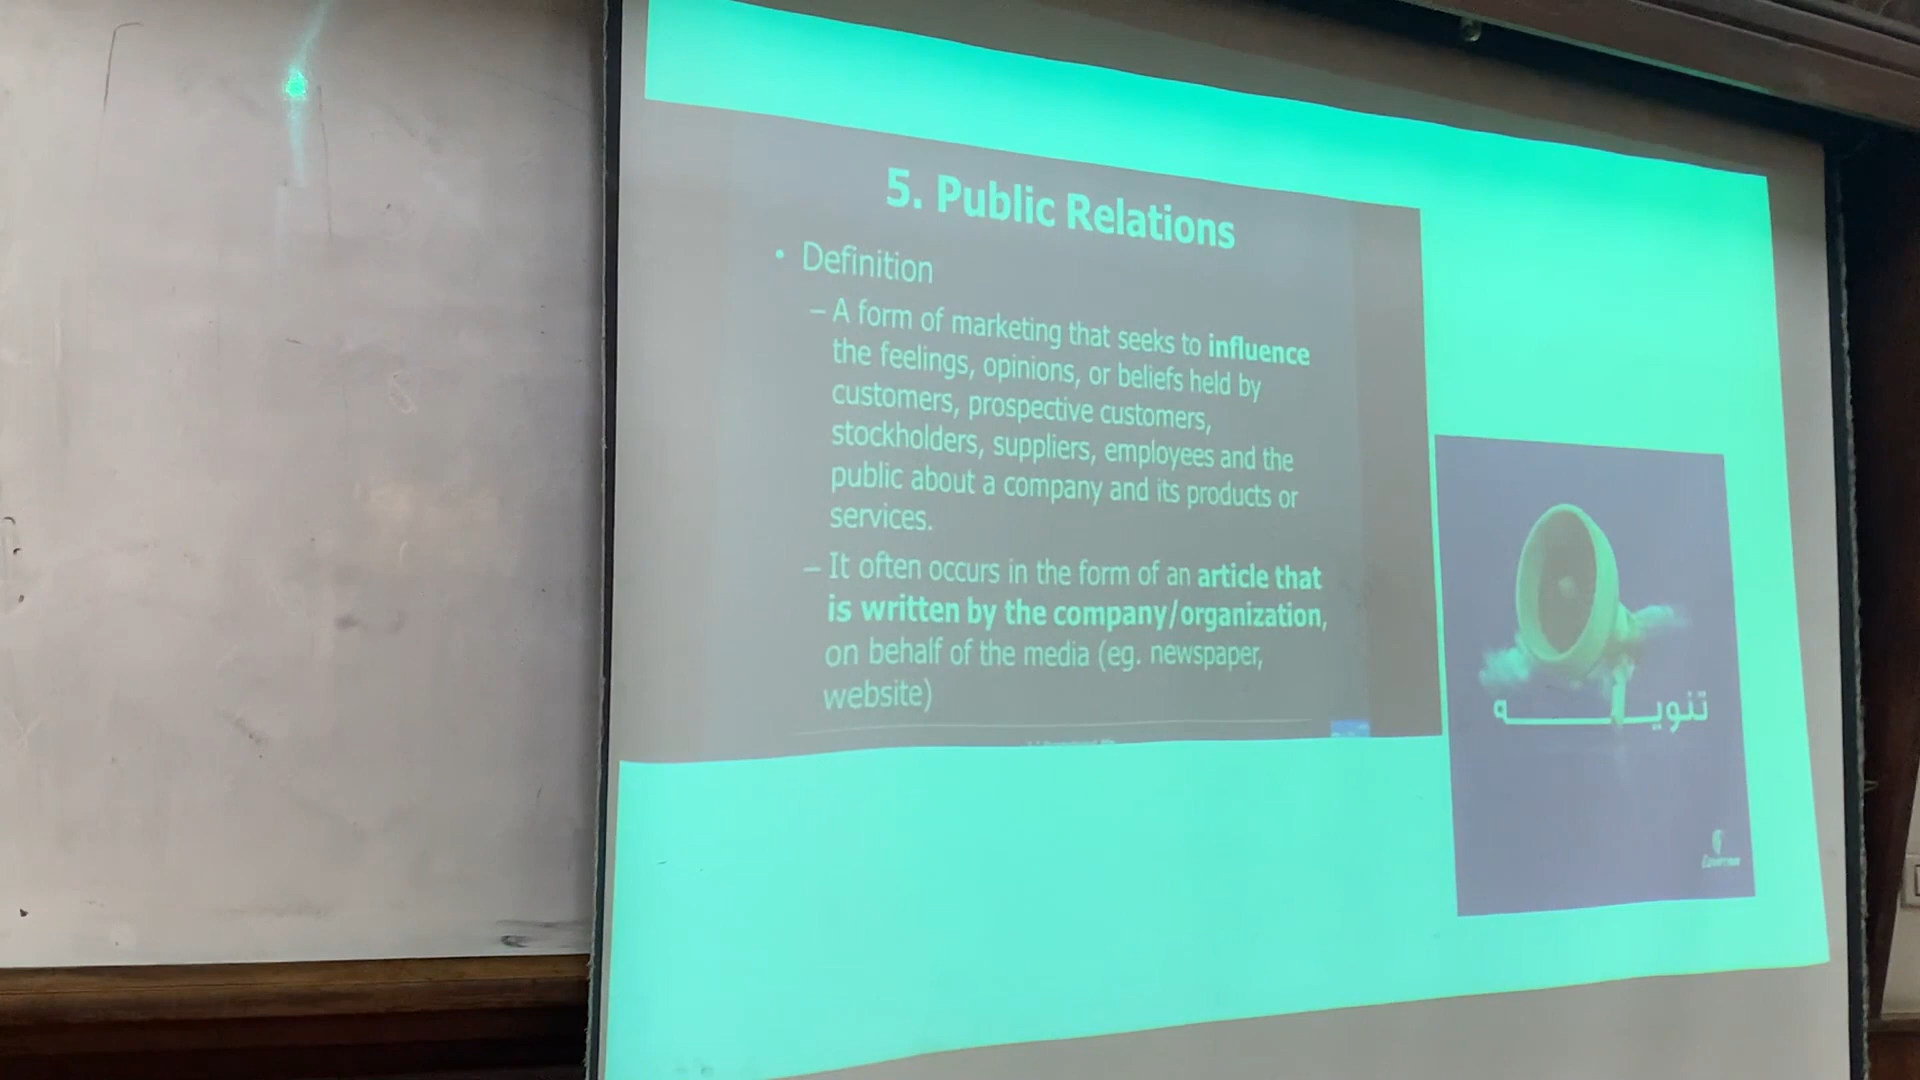 5. Public Relations
• Definition
– A form of marketing that seeks to influence
the feelings, opinions, or beliefs held by
customers, prospective customers,
stockholders, suppliers, employees and the
public about a company and its products or
services.
– It often occurs in the form of an article that
is written by the company/organization,
on behalf of the media (eg. newspaper,
website)
تنويـــــــه